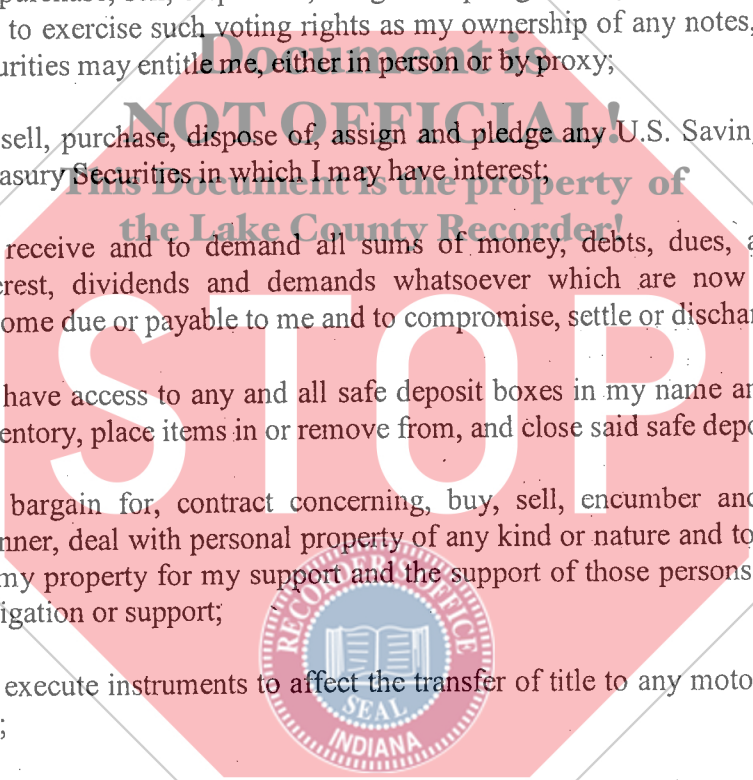 to exercise such voting rights as my ownership of any notes,
urities may entitle me, either in person or by proxy;
Document is
NOT OFFICIAL!
sell, purchase, dispose of, assign and pledge any U.S. Savin
asury Securities in which I may have interest;
This Document is the property of
the Lake County Recorder!
receive and to demand all sums of money, debts, dues, a
erest, dividends and demands whatsoever which are now
ome due or payable to me and to compromise, settle or dischar
STOP
have access to any and all safe deposit boxes in my name an
entory, place items in or remove from, and close said safe depo
bargain for, contract concerning, buy, sell, encumber and
nner, deal with personal property of any kind or nature and to
my property for my support and the support of those persons
igation or support;
RECORDER'S OFFICE
SEAL
INDIANA
execute instruments to affect the transfer of title to any moto
;